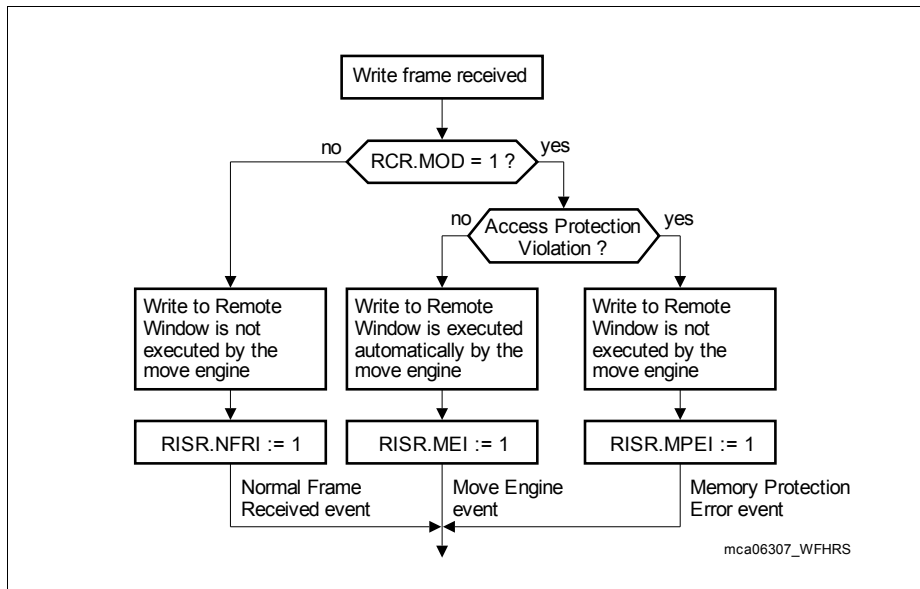 Write frame received
no
RCR.MOD = 1 ?
yes
no
Access Protection
Violation ?
yes
Write to Remote
Window is not
executed by the
move engine
Write to Remote
Window is executed
automatically by the
move engine
Write to Remote
Window is not
executed by the
move engine
RISR.NFRI := 1
RISR.MEI := 1
RISR.MPEI := 1
Normal Frame
Received event
Move Engine
event
Memory Protection
Error event
mca06307_WFHRS